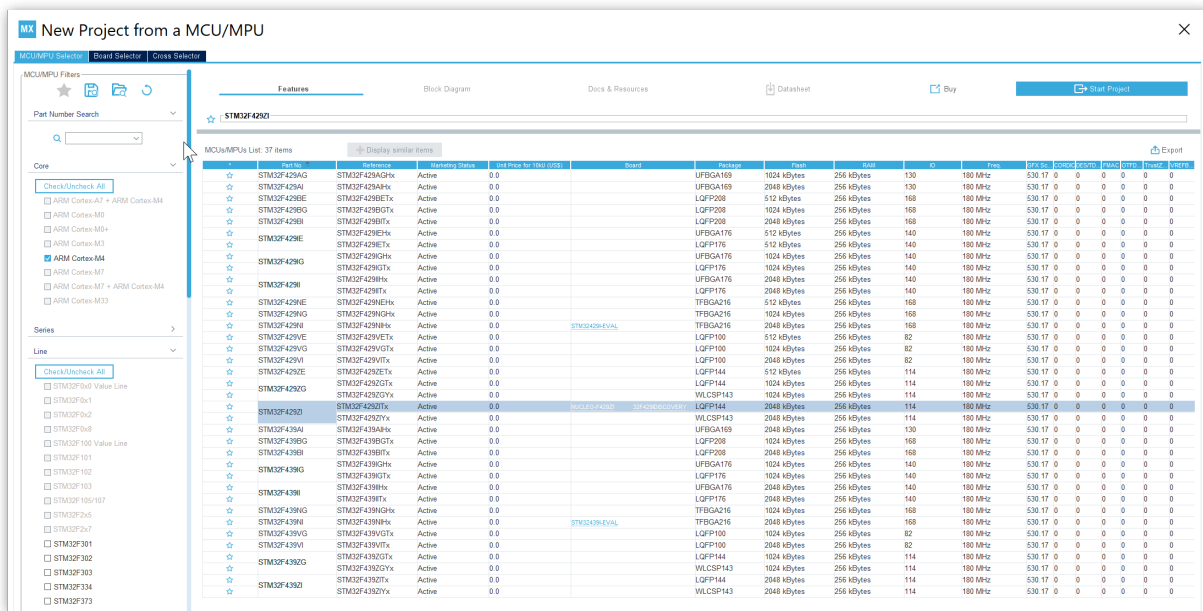 MX New Project from a MCU/MPU
MCU/MPU Selector Board Selector Cross Selector
MCU/MPU Filters
Part Number Search
Core
Check/Uncheck All
ARM Cortex-A7 + ARM Cortex-M4
ARM Cortex-M0
ARM Cortex-M0+
ARM Cortex-M3
ARM Cortex-M4
ARM Cortex-M7
ARM Cortex-M7 + ARM Cortex-M4
ARM Cortex-M33
Series
Line
Check/Uncheck All
STM32F0x0 Value Line
STM32F0x1
STM32F0x2
STM32F0x8
STM32F100 Value Line
STM32F101
STM32F102
STM32F103
STM32F105/107
STM32F2x5
STM32F2x7
STM32F301
STM32F302
STM32F303
STM32F334
STM32F373
Features Block Diagram Docs & Resources Datasheet Buy Start Project
STM32F429ZI
MCUs/MPUs List: 37 items Display similar items Export
* Part No Reference Marketing Status Unit Price for 10kU (US$) Board Package Flash RAM IO Freq. GFX Sc.. CORDIC DES/TD.. FMAC OTFD.. TrustZ.. VREFB..
STM32F429AG STM32F429AGHx Active 0.0 UFBGA169 1024 kBytes 256 kBytes 130 180 MHz 530.17 0 0 0 0 0 0
STM32F429AI STM32F429AIHx Active 0.0 UFBGA169 2048 kBytes 256 kBytes 130 180 MHz 530.17 0 0 0 0 0 0
STM32F429BE STM32F429BETx Active 0.0 LQFP208 512 kBytes 256 kBytes 168 180 MHz 530.17 0 0 0 0 0 0
STM32F429BG STM32F429BGTx Active 0.0 LQFP208 1024 kBytes 256 kBytes 168 180 MHz 530.17 0 0 0 0 0 0
STM32F429BI STM32F429BITx Active 0.0 LQFP208 2048 kBytes 256 kBytes 168 180 MHz 530.17 0 0 0 0 0 0
STM32F429IE STM32F429IEHx Active 0.0 UFBGA176 512 kBytes 256 kBytes 140 180 MHz 530.17 0 0 0 0 0 0
STM32F429IETx Active 0.0 LQFP176 512 kBytes 256 kBytes 140 180 MHz 530.17 0 0 0 0 0 0
STM32F429IG STM32F429IGHx Active 0.0 UFBGA176 1024 kBytes 256 kBytes 140 180 MHz 530.17 0 0 0 0 0 0
STM32F429IGTx Active 0.0 LQFP176 1024 kBytes 256 kBytes 140 180 MHz 530.17 0 0 0 0 0 0
STM32F429II STM32F429IIHx Active 0.0 UFBGA176 2048 kBytes 256 kBytes 140 180 MHz 530.17 0 0 0 0 0 0
STM32F429IITx Active 0.0 LQFP176 2048 kBytes 256 kBytes 140 180 MHz 530.17 0 0 0 0 0 0
STM32F429NE STM32F429NEHx Active 0.0 TFBGA216 512 kBytes 256 kBytes 168 180 MHz 530.17 0 0 0 0 0 0
STM32F429NG STM32F429NGHx Active 0.0 TFBGA216 1024 kBytes 256 kBytes 168 180 MHz 530.17 0 0 0 0 0 0
STM32F429NI STM32F429NIHx Active 0.0 STM32429I-EVAL TFBGA216 2048 kBytes 256 kBytes 168 180 MHz 530.17 0 0 0 0 0 0
STM32F429VE STM32F429VETx Active 0.0 LQFP100 512 kBytes 256 kBytes 82 180 MHz 530.17 0 0 0 0 0 0
STM32F429VG STM32F429VGTx Active 0.0 LQFP100 1024 kBytes 256 kBytes 82 180 MHz 530.17 0 0 0 0 0 0
STM32F429VI STM32F429VITx Active 0.0 LQFP100 2048 kBytes 256 kBytes 82 180 MHz 530.17 0 0 0 0 0 0
STM32F429ZE STM32F429ZETx Active 0.0 LQFP144 512 kBytes 256 kBytes 114 180 MHz 530.17 0 0 0 0 0 0
STM32F429ZG STM32F429ZGTx Active 0.0 LQFP144 1024 kBytes 256 kBytes 114 180 MHz 530.17 0 0 0 0 0 0
STM32F429ZGYx Active 0.0 WLCSP143 1024 kBytes 256 kBytes 114 180 MHz 530.17 0 0 0 0 0 0
STM32F429ZI STM32F429ZITx Active 0.0 NUCLEO-F429ZI 32F429IDISCOVERY LQFP144 2048 kBytes 256 kBytes 114 180 MHz 530.17 0 0 0 0 0 0
STM32F429ZIYx Active 0.0 WLCSP143 2048 kBytes 256 kBytes 114 180 MHz 530.17 0 0 0 0 0 0
STM32F439AI STM32F439AIHx Active 0.0 UFBGA169 2048 kBytes 256 kBytes 130 180 MHz 530.17 0 0 0 0 0 0
STM32F439BG STM32F439BGTx Active 0.0 LQFP208 1024 kBytes 256 kBytes 168 180 MHz 530.17 0 0 0 0 0 0
STM32F439BI STM32F439BITx Active 0.0 LQFP208 2048 kBytes 256 kBytes 168 180 MHz 530.17 0 0 0 0 0 0
STM32F439IG STM32F439IGHx Active 0.0 UFBGA176 1024 kBytes 256 kBytes 140 180 MHz 530.17 0 0 0 0 0 0
STM32F439IGTx Active 0.0 LQFP176 1024 kBytes 256 kBytes 140 180 MHz 530.17 0 0 0 0 0 0
STM32F439II STM32F439IIHx Active 0.0 UFBGA176 2048 kBytes 256 kBytes 140 180 MHz 530.17 0 0 0 0 0 0
STM32F439IITx Active 0.0 LQFP176 2048 kBytes 256 kBytes 140 180 MHz 530.17 0 0 0 0 0 0
STM32F439NG STM32F439NGHx Active 0.0 TFBGA216 1024 kBytes 256 kBytes 168 180 MHz 530.17 0 0 0 0 0 0
STM32F439NI STM32F439NIHx Active 0.0 STM32439I-EVAL TFBGA216 2048 kBytes 256 kBytes 168 180 MHz 530.17 0 0 0 0 0 0
STM32F439VG STM32F439VGTx Active 0.0 LQFP100 1024 kBytes 256 kBytes 82 180 MHz 530.17 0 0 0 0 0 0
STM32F439VI STM32F439VITx Active 0.0 LQFP100 2048 kBytes 256 kBytes 82 180 MHz 530.17 0 0 0 0 0 0
STM32F439ZG STM32F439ZGTx Active 0.0 LQFP144 1024 kBytes 256 kBytes 114 180 MHz 530.17 0 0 0 0 0 0
STM32F439ZGYx Active 0.0 WLCSP143 1024 kBytes 256 kBytes 114 180 MHz 530.17 0 0 0 0 0 0
STM32F439ZI STM32F439ZITx Active 0.0 LQFP144 2048 kBytes 256 kBytes 114 180 MHz 530.17 0 0 0 0 0 0
STM32F439ZIYx Active 0.0 WLCSP143 2048 kBytes 256 kBytes 114 180 MHz 530.17 0 0 0 0 0 0